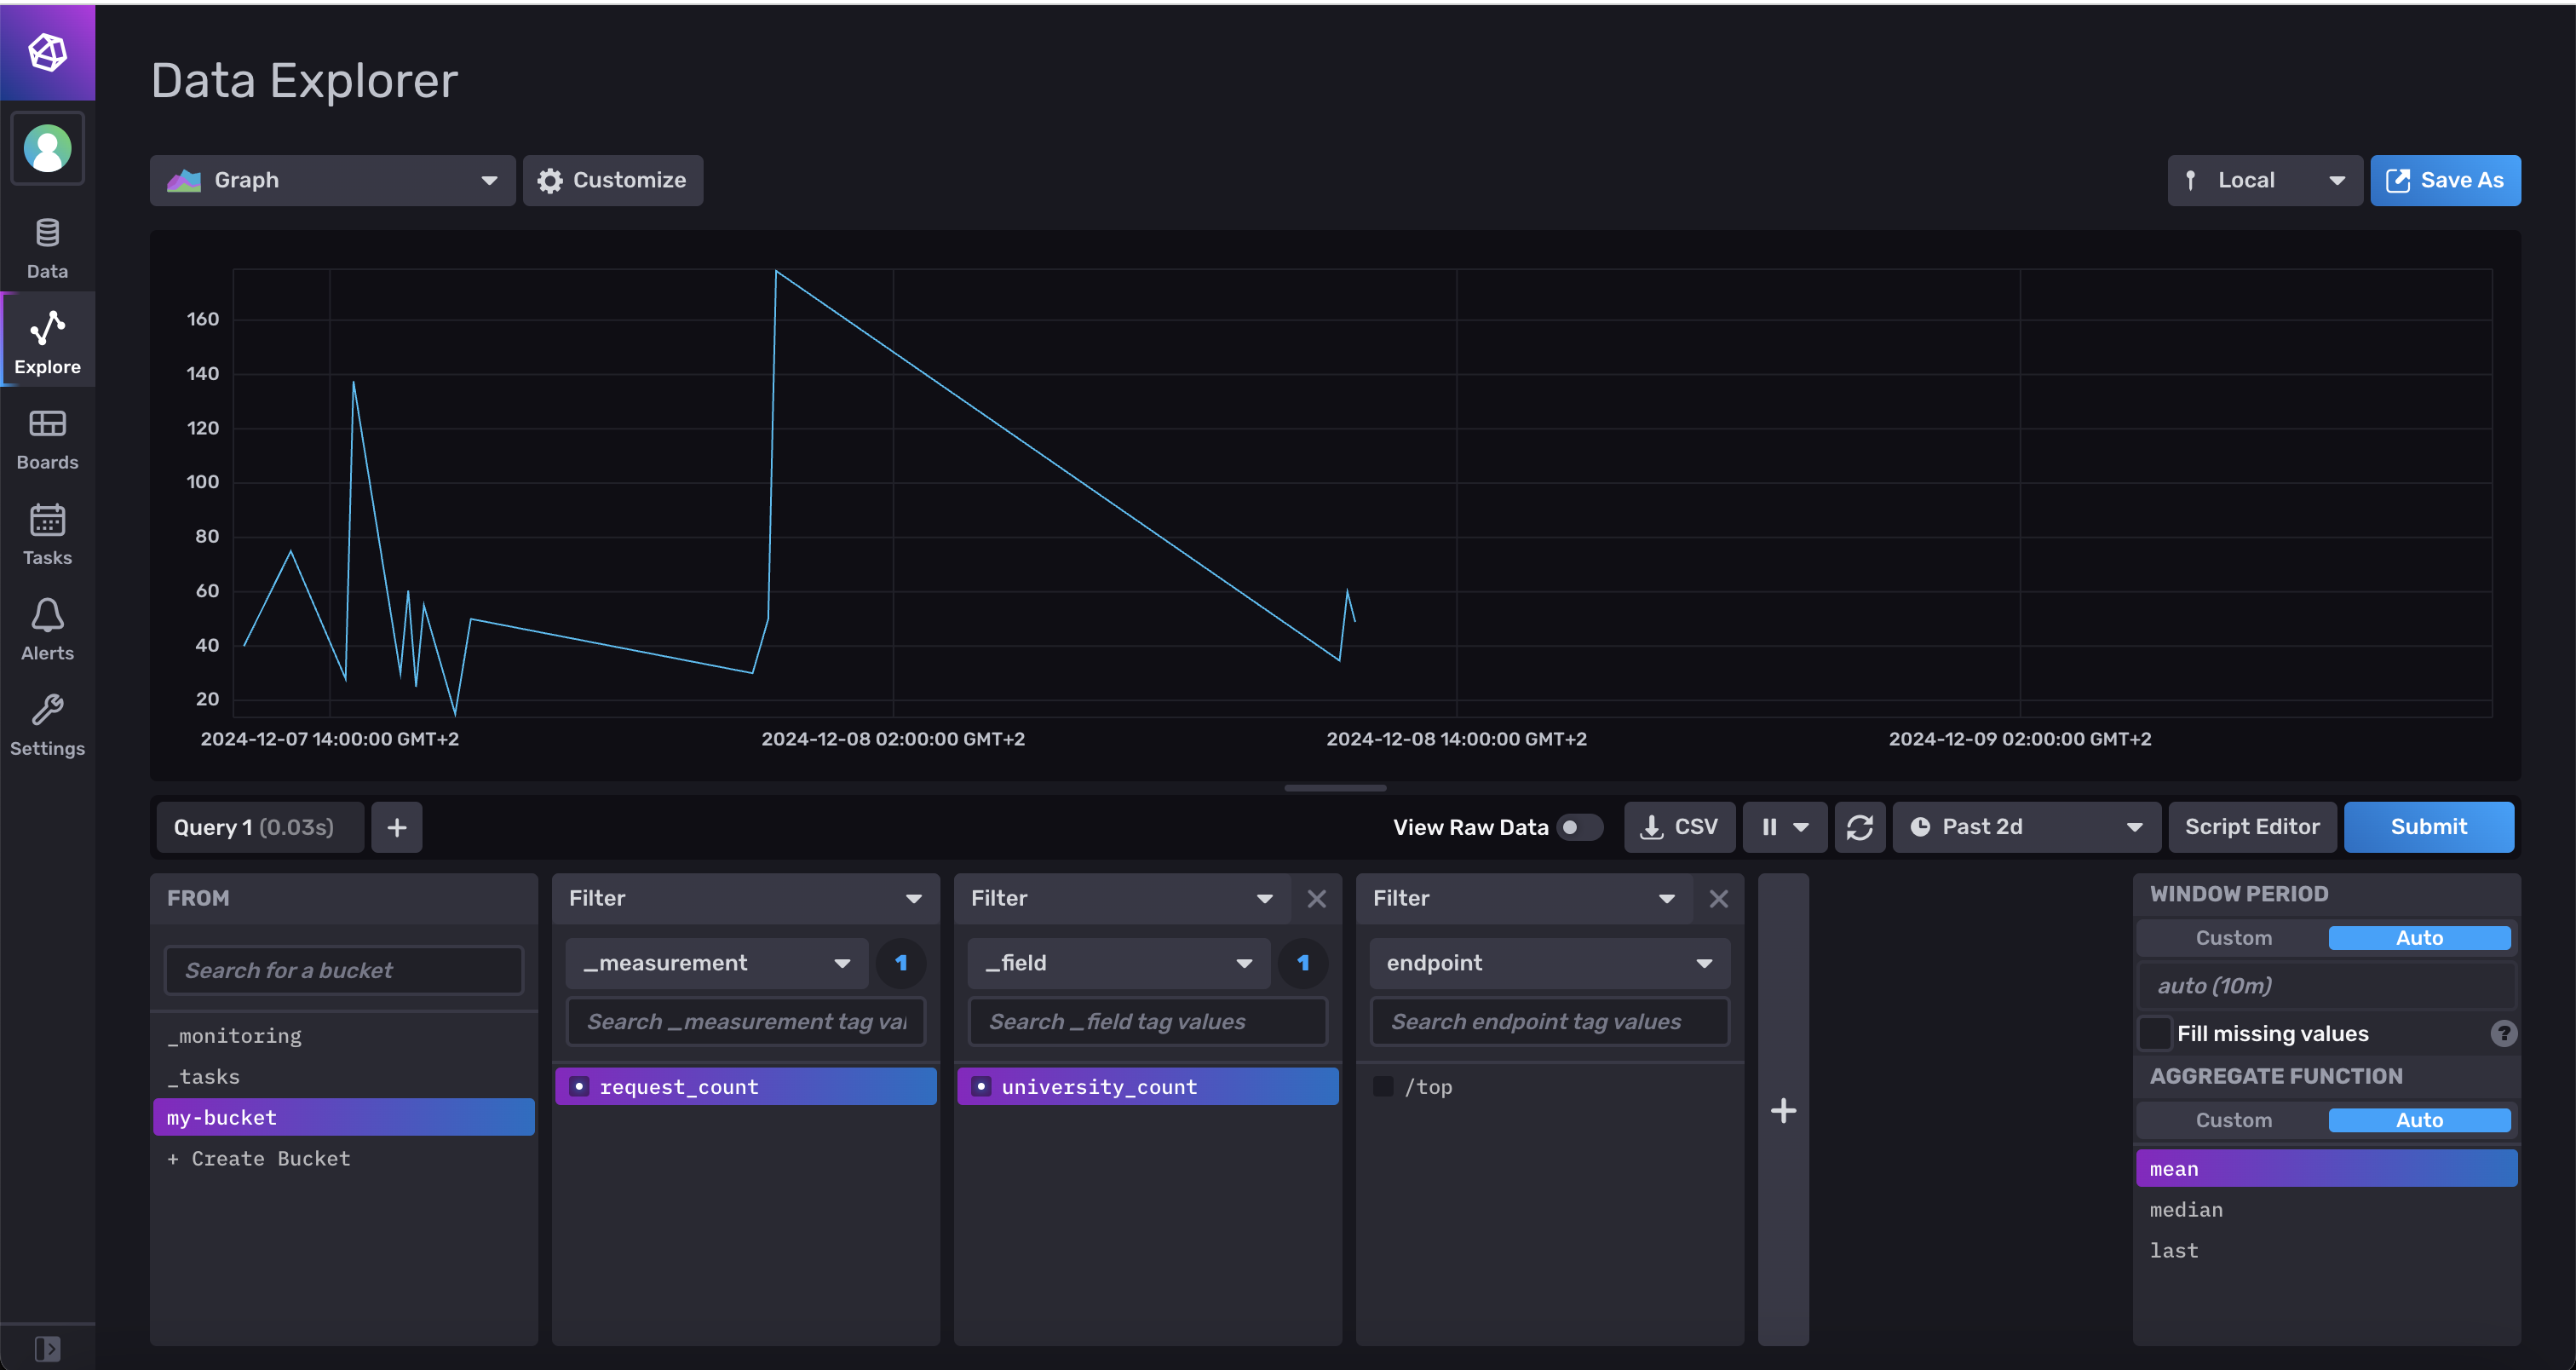 Data Explorer
Graph
Customize
Local
Save As
Data
Explore
Boards
Tasks
Alerts
Settings
160
140
120
100
80
60
40
20
2024-12-07 14:00:00 GMT+2
2024-12-08 02:00:00 GMT+2
2024-12-08 14:00:00 GMT+2
2024-12-09 02:00:00 GMT+2
Query 1 (0.03s)
+
View Raw Data
CSV
Past 2d
Script Editor
Submit
FROM
Search for a bucket
_monitoring
_tasks
my-bucket
+ Create Bucket
Filter
_measurement
1
Search _measurement tag val
request_count
Filter
_field
1
Search _field tag values
university_count
Filter
endpoint
Search endpoint tag values
/top
+
WINDOW PERIOD
Custom
Auto
auto (10m)
Fill missing values
?
AGGREGATE FUNCTION
Custom
Auto
mean
median
last